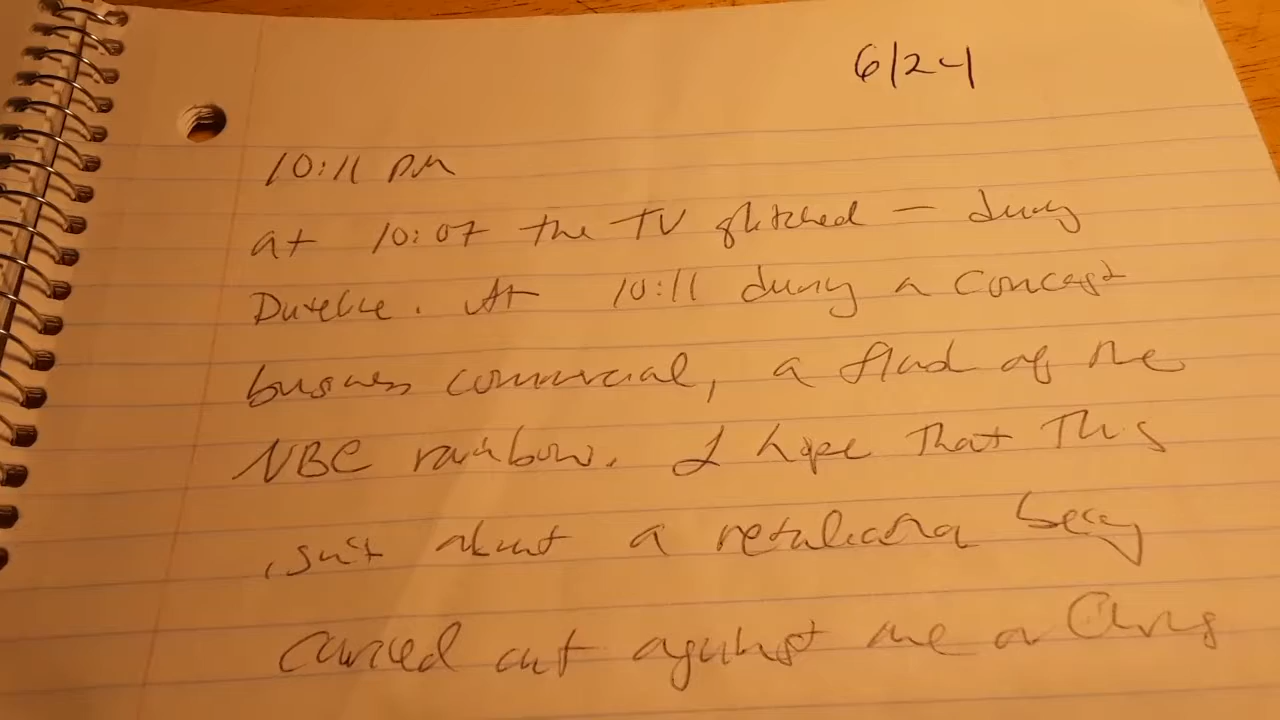 6/24
10:11 PM
at 10:07 the TV glitched — during
Dateline. At 10:11 during a Comcast
business commercial, a flash of the
NBC rainbow. I hope that this
isn't about a retaliation being
carried out against me or Chris